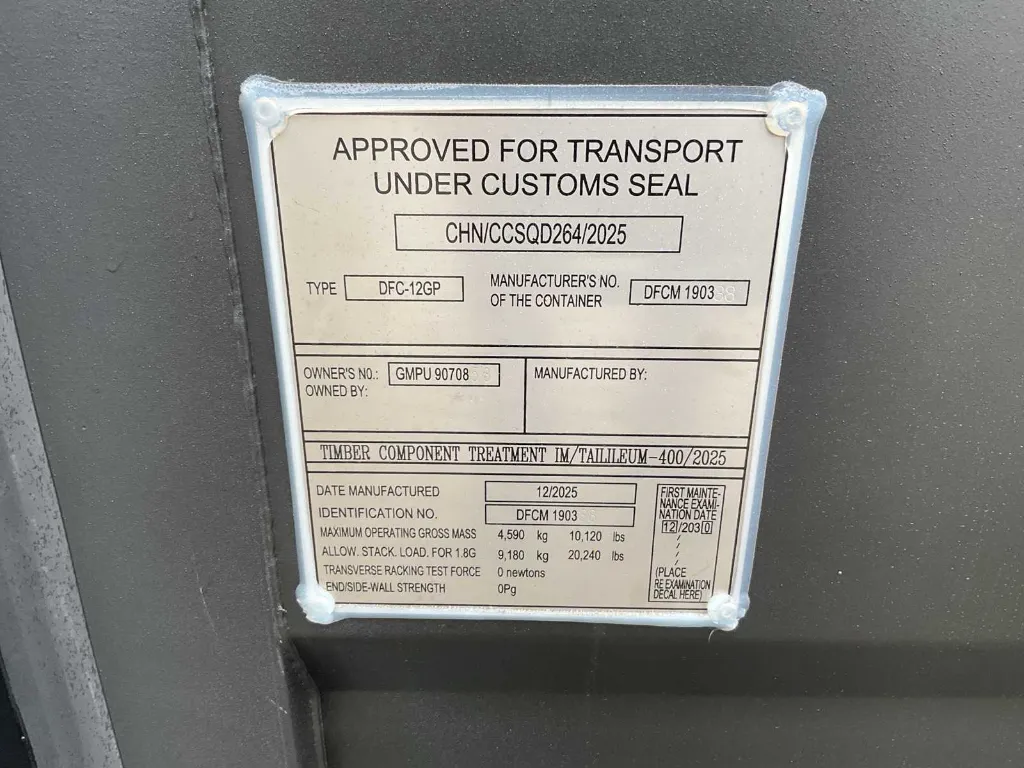 APPROVED FOR TRANSPORT
UNDER CUSTOMS SEAL
CHN/CCSQD264/2025
TYPE DFC-12GP
MANUFACTURER'S NO.
OF THE CONTAINER
DFCM 1903
OWNER'S NO.: GMPU 90708
OWNED BY:
MANUFACTURED BY:
TIMBER COMPONENT TREATMENT IM/TAILILEUM-400/2025
DATE MANUFACTURED 12/2025
IDENTIFICATION NO. DFCM 1903
MAXIMUM OPERATING GROSS MASS 4,590 kg 10,120 lbs
ALLOW. STACK. LOAD. FOR 1.8G 9,180 kg 20,240 lbs
TRANSVERSE RACKING TEST FORCE 0 newtons
END/SIDE-WALL STRENGTH 0Pg
FIRST MAINTE-
NANCE EXAMI-
NATION DATE
12/2030
/
/
/
(PLACE
RE EXAMINATION
DECAL HERE)